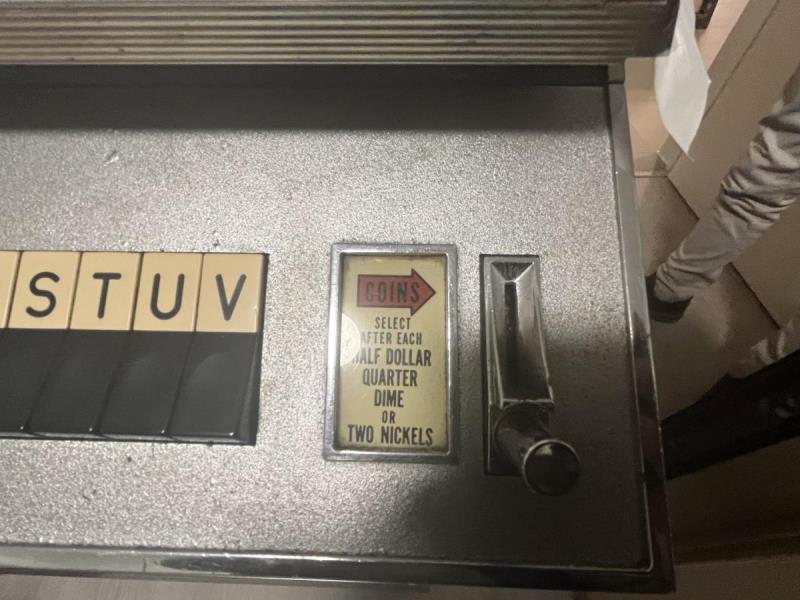 S T U V
COINS
SELECT
AFTER EACH
HALF DOLLAR
QUARTER
DIME
OR
TWO NICKELS